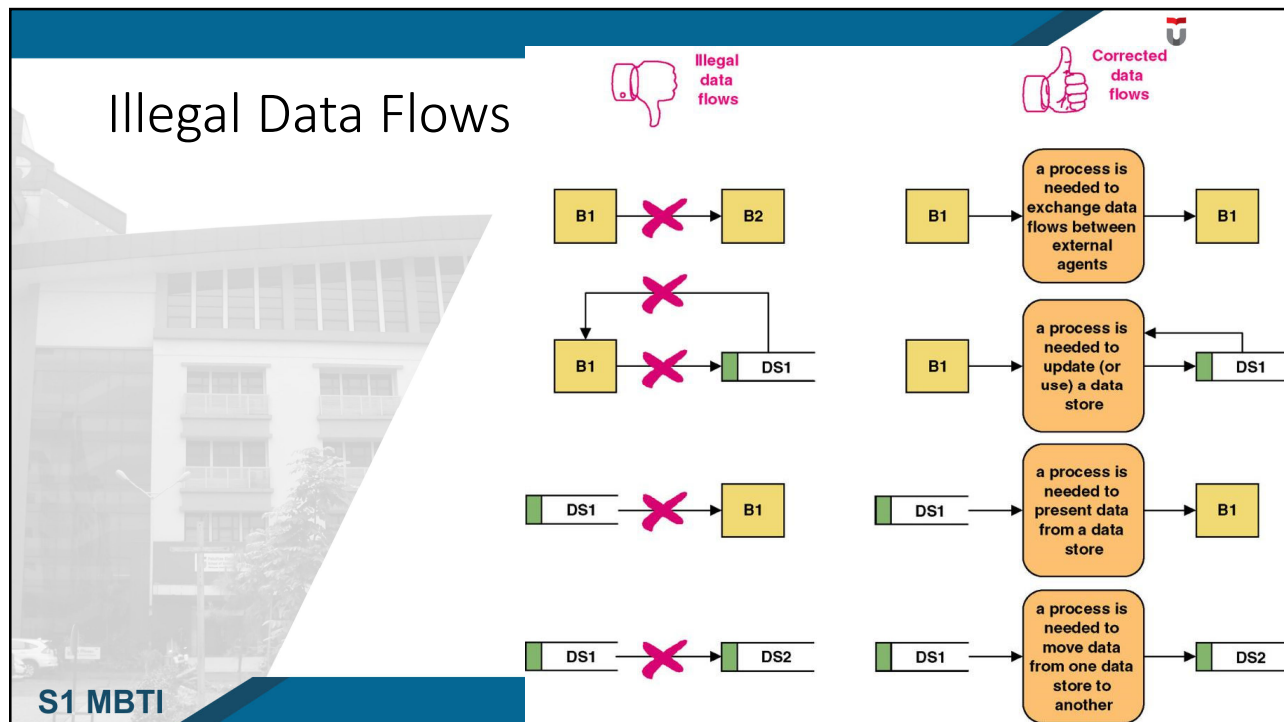 Illegal Data Flows
Illegal
data
flows
Corrected
data
flows
B1
B2
B1
a process is
needed to
exchange data
flows between
external
agents
B1
B1
DS1
B1
a process is
needed to
update (or
use) a data
store
DS1
DS1
B1
DS1
a process is
needed to
present data
from a data
store
B1
DS1
DS2
DS1
a process is
needed to
move data
from one data
store to
another
DS2
S1 MBTI